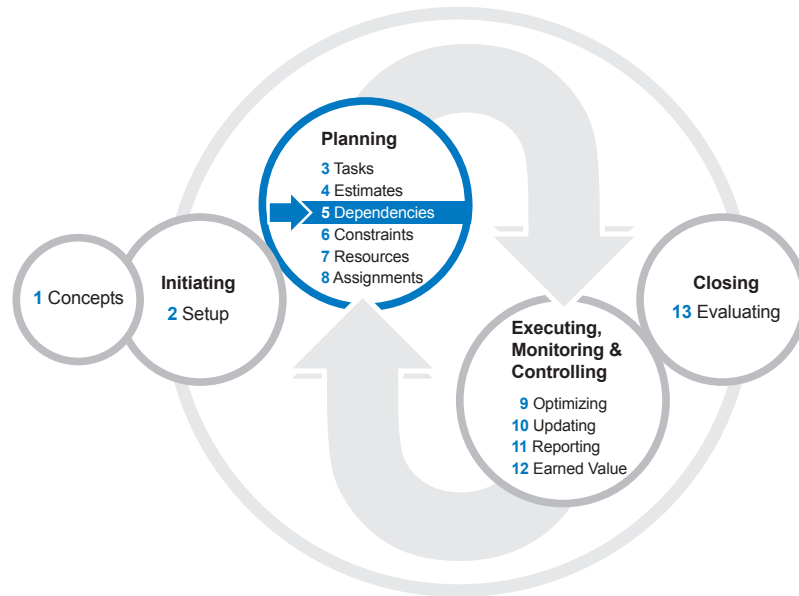 1 Concepts
Initiating
2 Setup
Planning
3 Tasks
4 Estimates
5 Dependencies
6 Constraints
7 Resources
8 Assignments
Executing,
Monitoring &
Controlling
9 Optimizing
10 Updating
11 Reporting
12 Earned Value
Closing
13 Evaluating